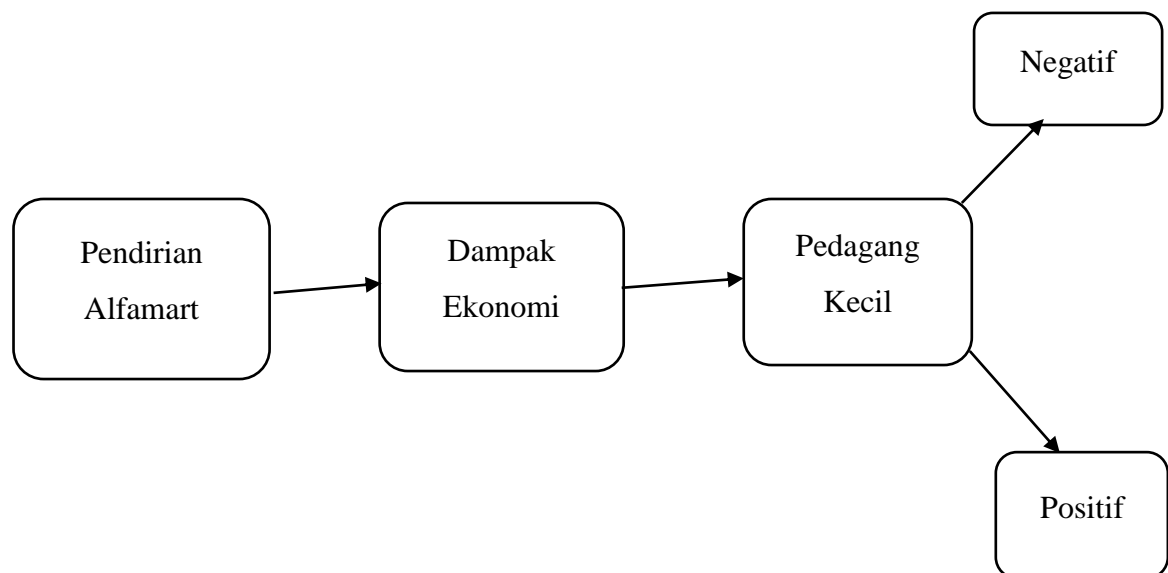 Negatif
Pendirian
Alfamart
Dampak
Ekonomi
Pedagang
Kecil
Positif